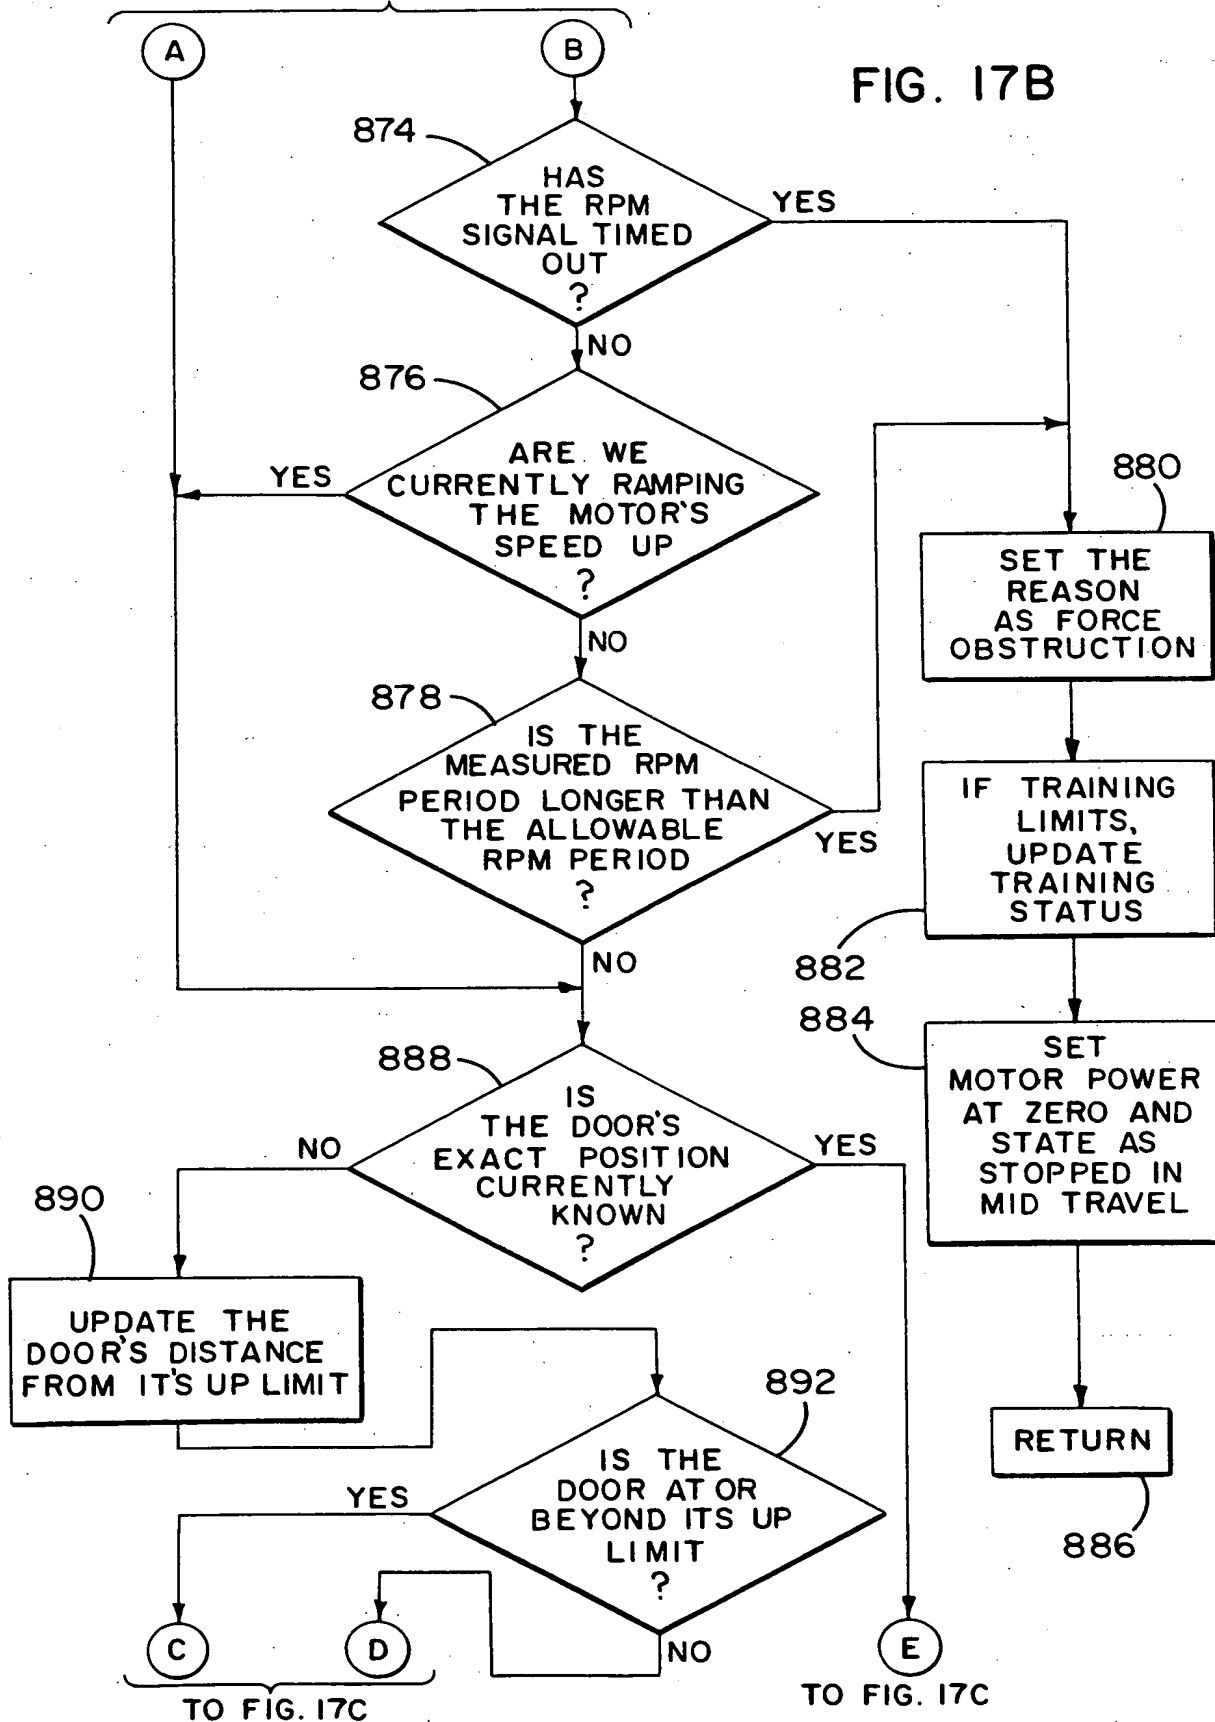 A
B
FIG. 17B
874
HAS
THE RPM
SIGNAL TIMED
OUT
?
YES
NO
876
ARE WE
CURRENTLY RAMPING
THE MOTOR'S
SPEED UP
?
YES
NO
880
SET THE
REASON
AS FORCE
OBSTRUCTION
878
IS THE
MEASURED RPM
PERIOD LONGER THAN
THE ALLOWABLE
RPM PERIOD
?
YES
NO
IF TRAINING
LIMITS,
UPDATE
TRAINING
STATUS
882
884
SET
MOTOR POWER
AT ZERO AND
STATE AS
STOPPED IN
MID TRAVEL
888
IS
THE DOOR'S
EXACT POSITION
CURRENTLY
KNOWN
?
NO
YES
890
UPDATE THE
DOOR'S DISTANCE
FROM IT'S UP LIMIT
892
IS THE
DOOR AT OR
BEYOND ITS UP
LIMIT
?
YES
NO
RETURN
886
C
D
E
TO FIG. 17C
TO FIG. 17C